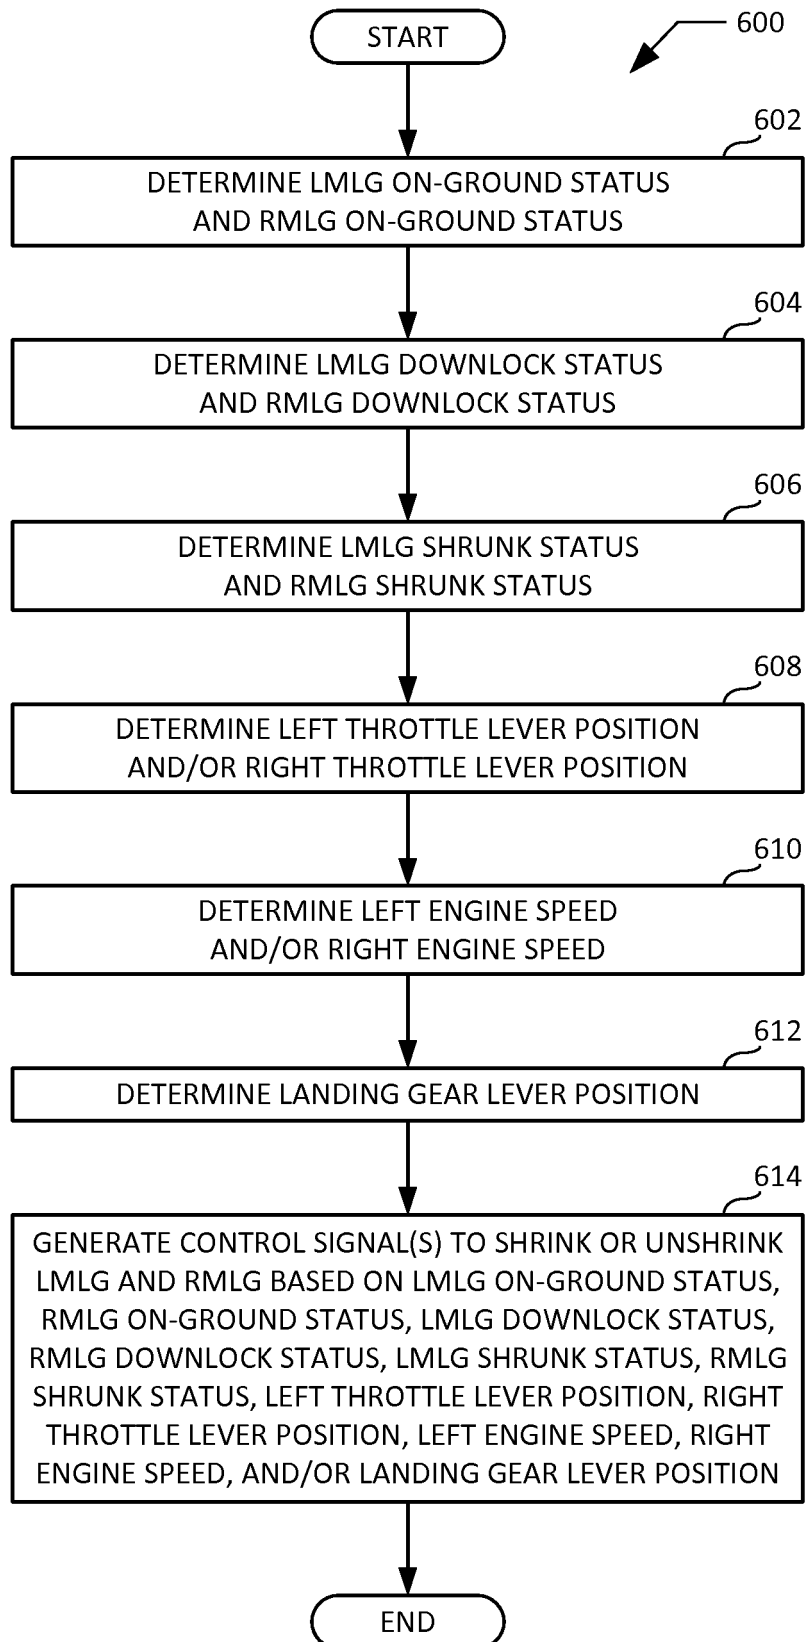 START
600
602
DETERMINE LMLG ON-GROUND STATUS
AND RMLG ON-GROUND STATUS
604
DETERMINE LMLG DOWNLOCK STATUS
AND RMLG DOWNLOCK STATUS
606
DETERMINE LMLG SHRUNK STATUS
AND RMLG SHRUNK STATUS
608
DETERMINE LEFT THROTTLE LEVER POSITION
AND/OR RIGHT THROTTLE LEVER POSITION
610
DETERMINE LEFT ENGINE SPEED
AND/OR RIGHT ENGINE SPEED
612
DETERMINE LANDING GEAR LEVER POSITION
614
GENERATE CONTROL SIGNAL(S) TO SHRINK OR UNSHRINK
LMLG AND RMLG BASED ON LMLG ON-GROUND STATUS,
RMLG ON-GROUND STATUS, LMLG DOWNLOCK STATUS,
RMLG DOWNLOCK STATUS, LMLG SHRUNK STATUS, RMLG
SHRUNK STATUS, LEFT THROTTLE LEVER POSITION, RIGHT
THROTTLE LEVER POSITION, LEFT ENGINE SPEED, RIGHT
ENGINE SPEED, AND/OR LANDING GEAR LEVER POSITION
END